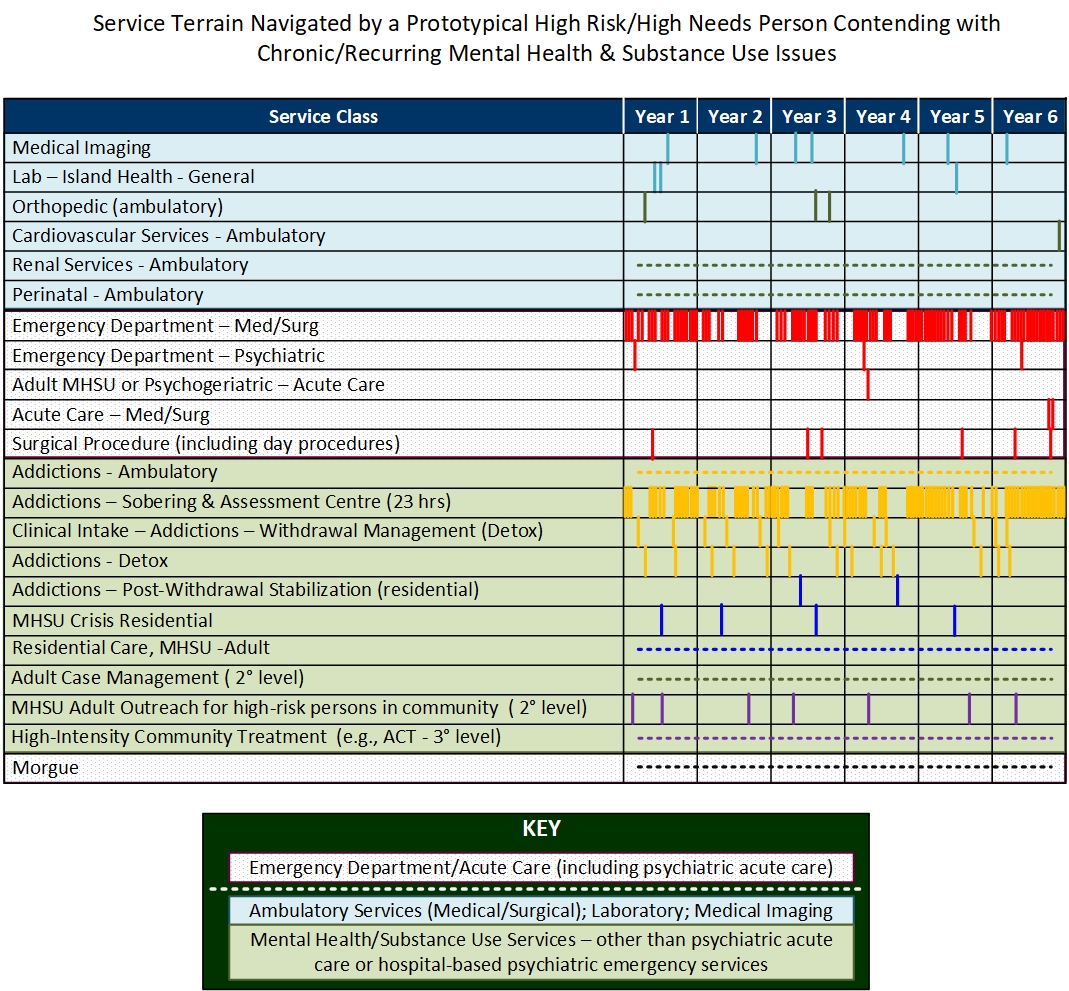 Service Terrain Navigated by a Prototypical High Risk/High Needs Person Contending with
Chronic/Recurring Mental Health & Substance Use Issues
Service Class Year 1 Year 2 Year 3 Year 4 Year 5 Year 6
Medical Imaging
Lab – Island Health - General
Orthopedic (ambulatory)
Cardiovascular Services - Ambulatory
Renal Services - Ambulatory
Perinatal - Ambulatory
Emergency Department – Med/Surg
Emergency Department – Psychiatric
Adult MHSU or Psychogeriatric – Acute Care
Acute Care – Med/Surg
Surgical Procedure (including day procedures)
Addictions - Ambulatory
Addictions – Sobering & Assessment Centre (23 hrs)
Clinical Intake – Addictions – Withdrawal Management (Detox)
Addictions - Detox
Addictions – Post-Withdrawal Stabilization (residential)
MHSU Crisis Residential
Residential Care, MHSU -Adult
Adult Case Management ( 2° level)
MHSU Adult Outreach for high-risk persons in community ( 2° level)
High-Intensity Community Treatment (e.g., ACT - 3° level)
Morgue
KEY
Emergency Department/Acute Care (including psychiatric acute care)
Ambulatory Services (Medical/Surgical); Laboratory; Medical Imaging
Mental Health/Substance Use Services – other than psychiatric acute
care or hospital-based psychiatric emergency services